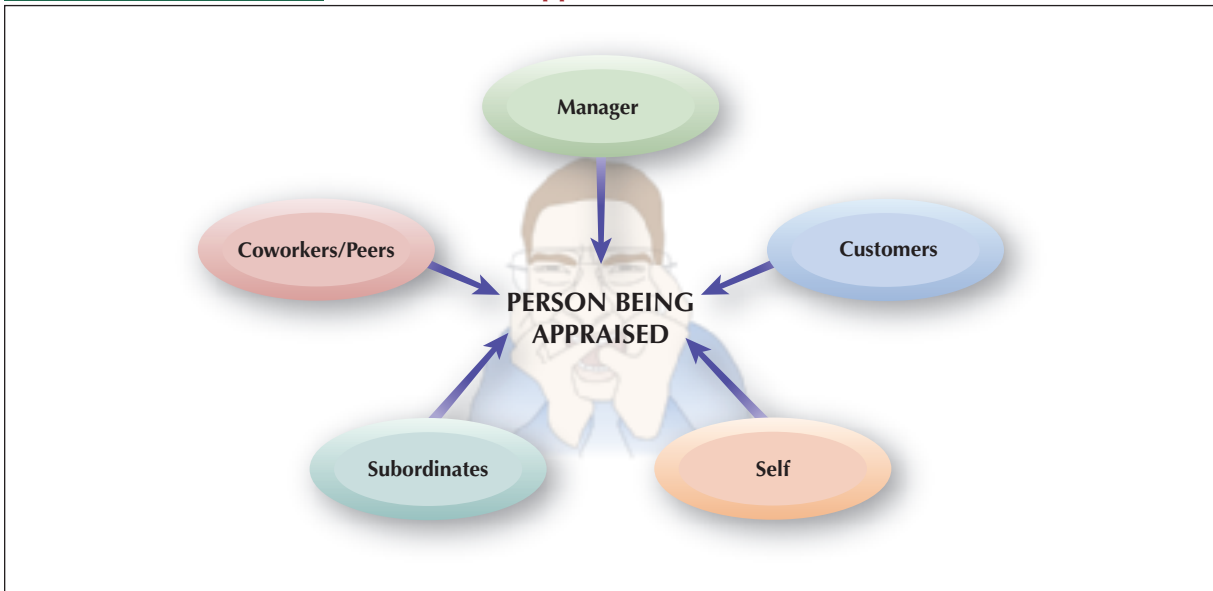 Manager
Coworkers/Peers
Customers
PERSON BEING
APPRAISED
Subordinates
Self